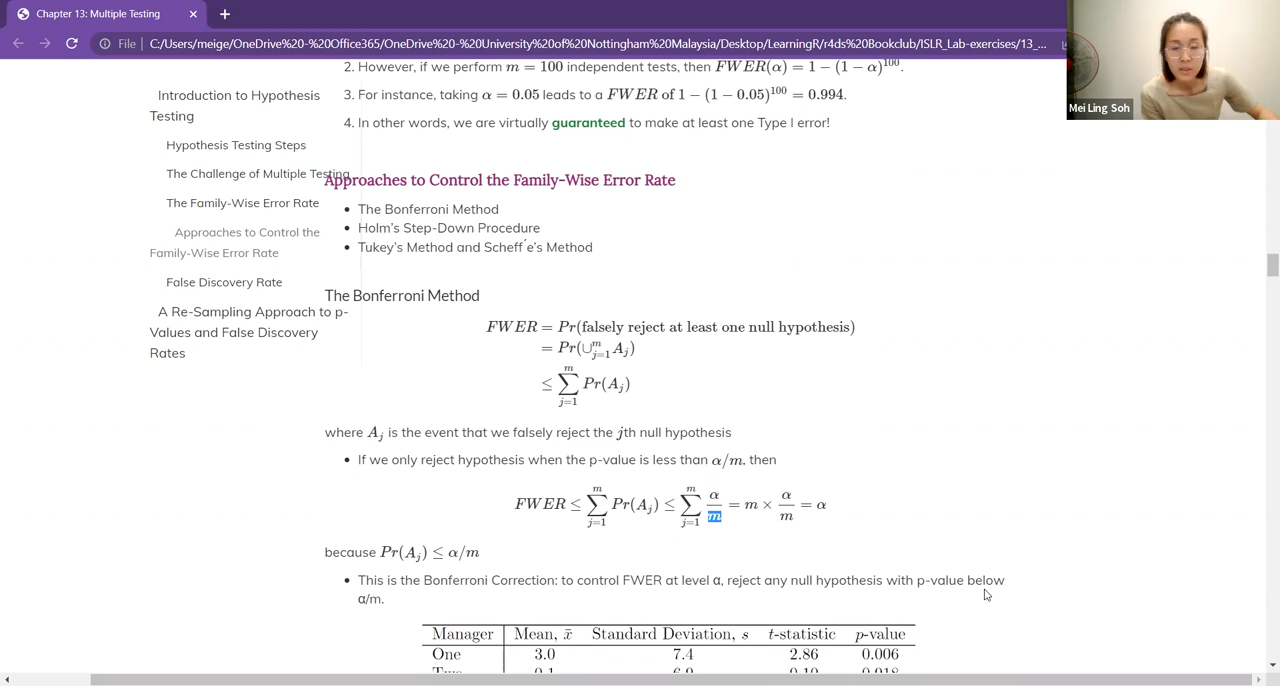 Chapter 13: Multiple Testing
File C:/Users/meige/OneDrive%20-%20Office365/OneDrive%20-%20University%20of%20Nottingham%20Malaysia/Desktop/LearningR/r4ds%20Bookclub/ISLR_Lab-exercises/13_...
Mei Ling Soh
Introduction to Hypothesis
Testing
Hypothesis Testing Steps
The Challenge of Multiple Testing
The Family-Wise Error Rate
Approaches to Control the
Family-Wise Error Rate
False Discovery Rate
A Re-Sampling Approach to p-
Values and False Discovery
Rates
2. However, if we perform m = 100 independent tests, then FWER(α) = 1 − (1 − α)^100.
3. For instance, taking α = 0.05 leads to a FWER of 1 − (1 − 0.05)^100 = 0.994.
4. In other words, we are virtually guaranteed to make at least one Type I error!
Approaches to Control the Family-Wise Error Rate
• The Bonferroni Method
• Holm's Step-Down Procedure
• Tukey's Method and Scheff´e's Method
The Bonferroni Method
FWER = Pr(falsely reject at least one null hypothesis)
= Pr(∪_{j=1}^m A_j)
≤ ∑_{j=1}^m Pr(A_j)
where A_j is the event that we falsely reject the jth null hypothesis
• If we only reject hypothesis when the p-value is less than α/m, then
FWER ≤ ∑_{j=1}^m Pr(A_j) ≤ ∑_{j=1}^m α/m = m × α/m = α
because Pr(A_j) ≤ α/m
• This is the Bonferroni Correction: to control FWER at level α, reject any null hypothesis with p-value below
α/m.
Manager Mean, x̄ Standard Deviation, s t-statistic p-value
One 3.0 7.4 2.86 0.006